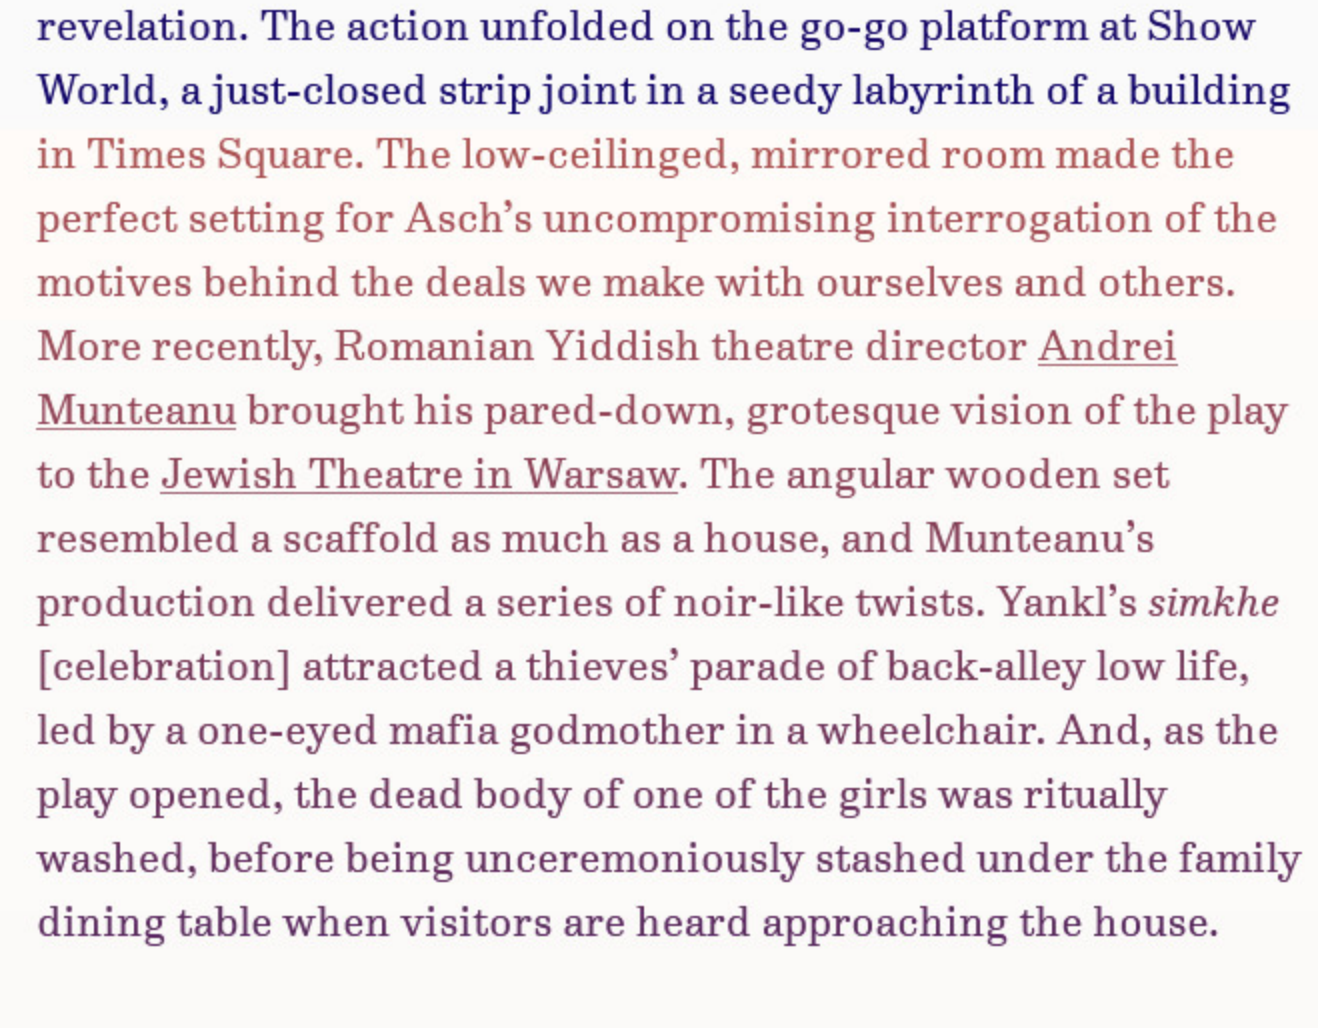 revelation. The action unfolded on the go-go platform at Show
World, a just-closed strip joint in a seedy labyrinth of a building
in Times Square. The low-ceilinged, mirrored room made the
perfect setting for Asch’s uncompromising interrogation of the
motives behind the deals we make with ourselves and others.
More recently, Romanian Yiddish theatre director Andrei
Munteanu brought his pared-down, grotesque vision of the play
to the Jewish Theatre in Warsaw. The angular wooden set
resembled a scaffold as much as a house, and Munteanu’s
production delivered a series of noir-like twists. Yankl’s simkhe
[celebration] attracted a thieves’ parade of back-alley low life,
led by a one-eyed mafia godmother in a wheelchair. And, as the
play opened, the dead body of one of the girls was ritually
washed, before being unceremoniously stashed under the family
dining table when visitors are heard approaching the house.